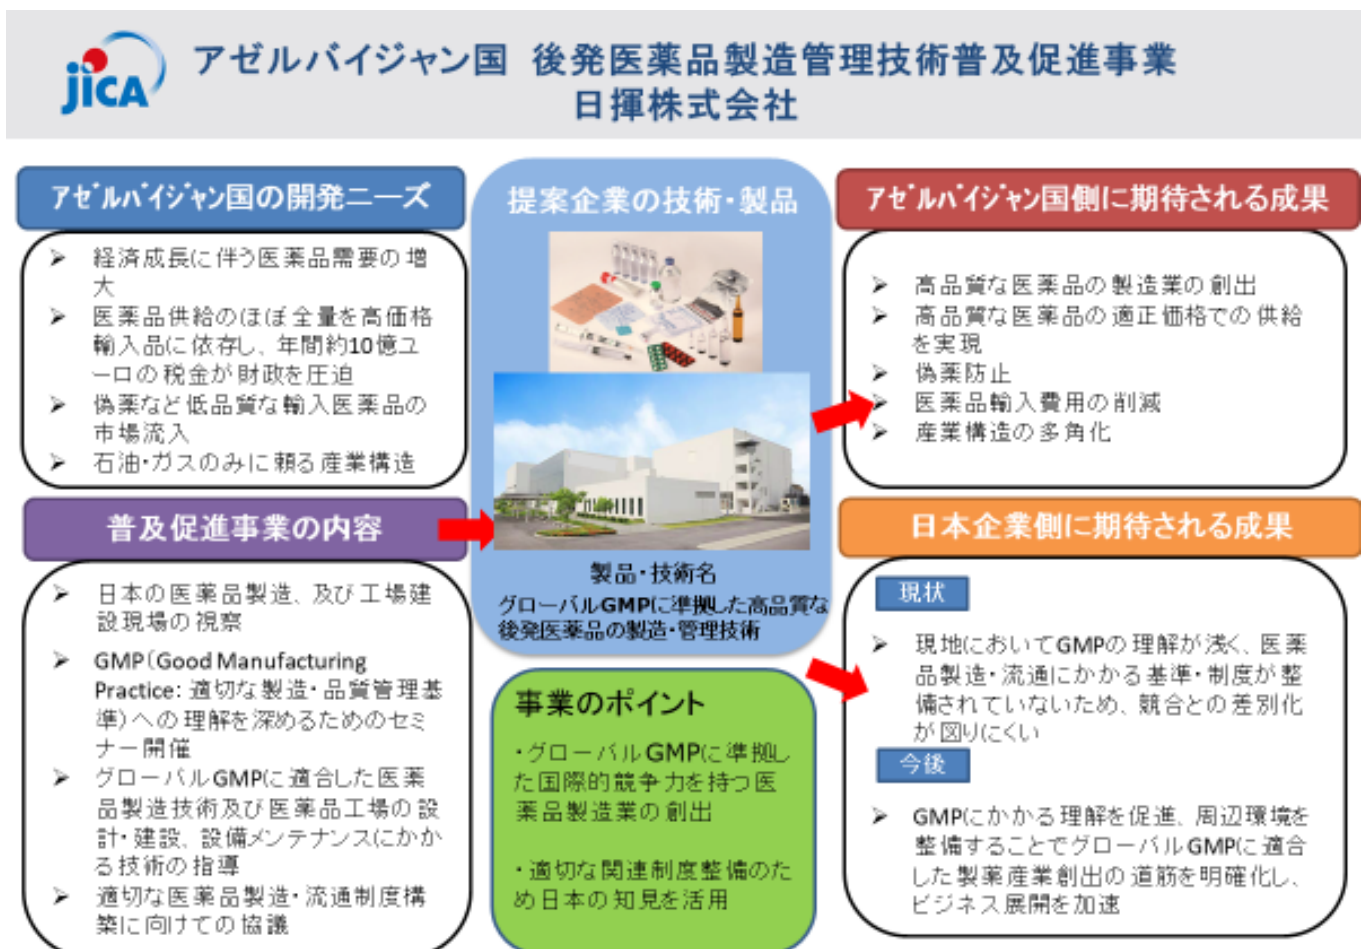 JICA
アゼルバイジャン国 後発医薬品製造管理技術普及促進事業
日揮株式会社
アゼルバイジャン国の開発ニーズ
➢ 経済成長に伴う医薬品需要の増
大
➢ 医薬品供給のほぼ全量を高価格
輸入品に依存し、年間約10億ユ
ーロの税金が財政を圧迫
➢ 偽薬など低品質な輸入医薬品の
市場流入
➢ 石油・ガスのみに頼る産業構造
普及促進事業の内容
➢ 日本の医薬品製造、及び工場建
設現場の視察
➢ GMP(Good Manufacturing
Practice: 適切な製造・品質管理基
準)への理解を深めるためのセミ
ナー開催
➢ グローバルGMPに適合した医薬
品製造技術及び医薬品工場の設
計・建設、設備メンテナンスにかか
る技術の指導
➢ 適切な医薬品製造・流通制度構
築に向けての協議
提案企業の技術・製品
製品・技術名
グローバルGMPに準拠した高品質な
後発医薬品の製造・管理技術
事業のポイント
・グローバルGMPに準拠し
た国際的競争力を持つ医
薬品製造業の創出
・適切な関連制度整備のた
め日本の知見を活用
アゼルバイジャン国側に期待される成果
➢ 高品質な医薬品の製造業の創出
➢ 高品質な医薬品の適正価格での供給
を実現
➢ 偽薬防止
➢ 医薬品輸入費用の削減
➢ 産業構造の多角化
日本企業側に期待される成果
現状
➢ 現地においてGMPの理解が浅く、医薬
品製造・流通にかかる基準・制度が整
備されていないため、競合との差別化
が図りにくい
今後
➢ GMPにかかる理解を促進、周辺環境を
整備することでグローバルGMPに適合
した製薬産業創出の道筋を明確化し、
ビジネス展開を加速